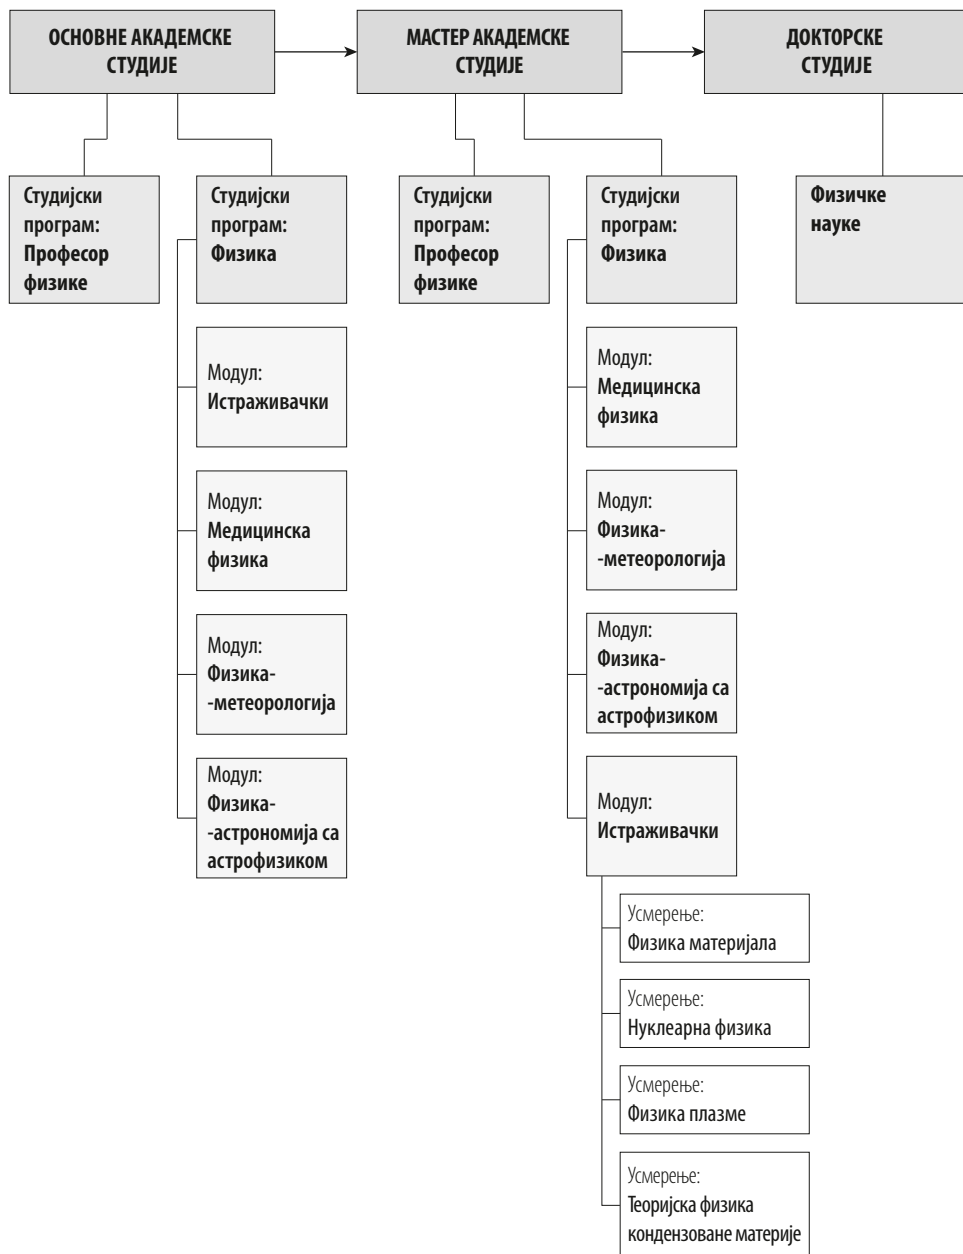 ОСНОВНЕ АКАДЕМСКЕ
СТУДИЈЕ
МАСТЕР АКАДЕМСКЕ
СТУДИЈЕ
ДОКТОРСКЕ
СТУДИЈЕ
Студијски
програм:
Професор
физике
Студијски
програм:
Физика
Студијски
програм:
Професор
физике
Студијски
програм:
Физика
Физичке
науке
Модул:
Истраживачки
Модул:
Медицинска
физика
Модул:
Физика-
-метеорологија
Модул:
Физика-
-астрономија са
астрофизиком
Модул:
Медицинска
физика
Модул:
Физика-
-метеорологија
Модул:
Физика-
-астрономија са
астрофизиком
Модул:
Истраживачки
Усмерење:
Физика материјала
Усмерење:
Нуклеарна физика
Усмерење:
Физика плазме
Усмерење:
Теоријска физика
кондензоване материје